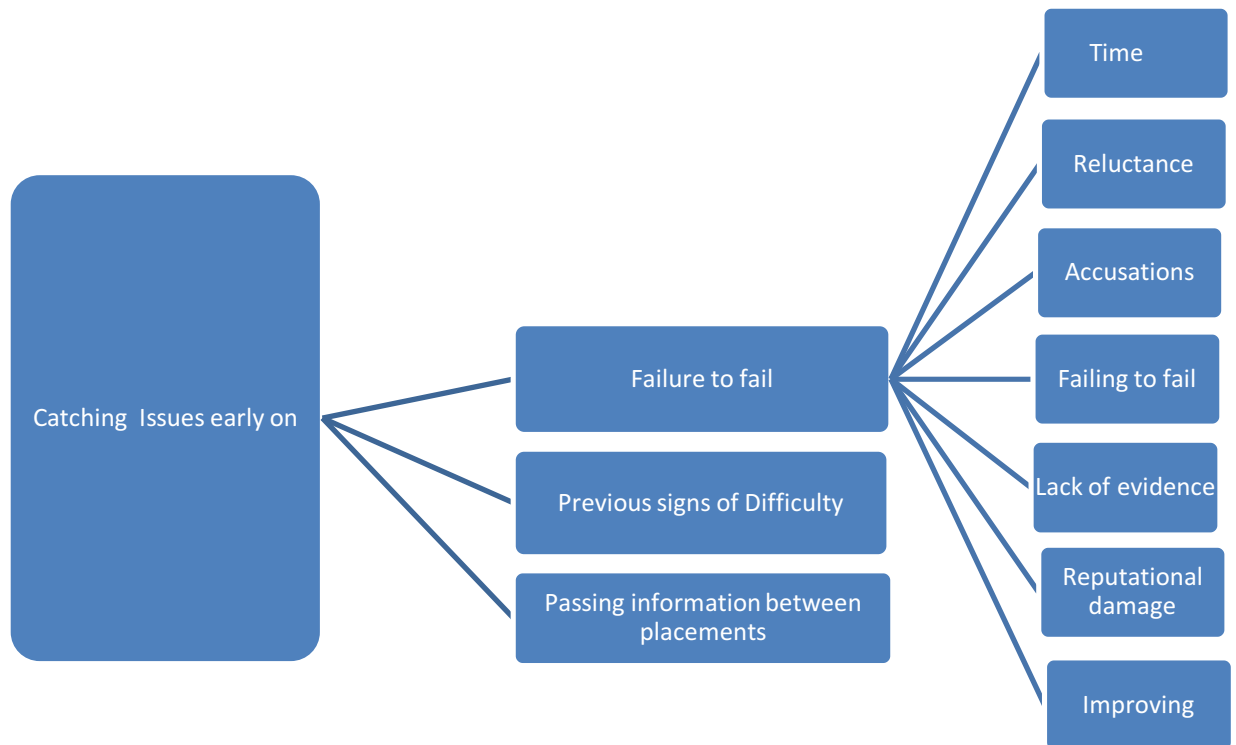 Catching  Issues early on
Failure to fail
Previous signs of Difficulty
Passing information between
placements
Time
Reluctance
Accusations
Failing to fail
Lack of evidence
Reputational
damage
Improving